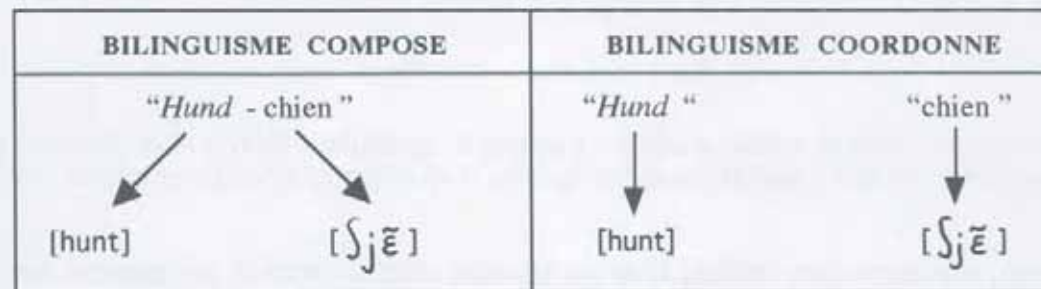 BILINGUISME COMPOSE BILINGUISME COORDONNE
“Hund - chien” “Hund “ “chien”
[hunt] [ʃjɛ̃] [hunt] [ʃjɛ̃]